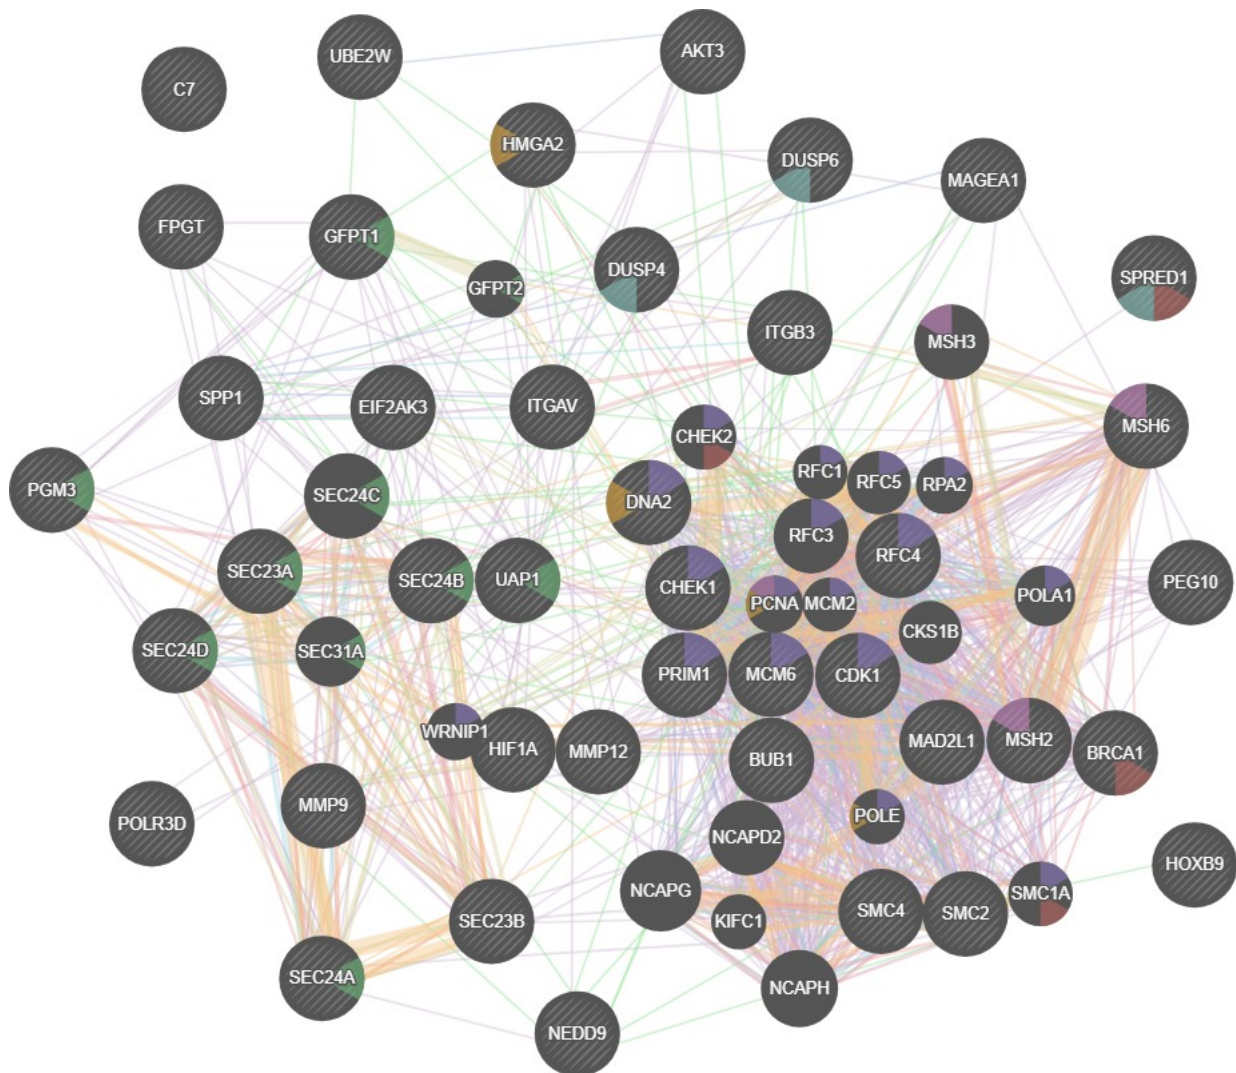 UBE2W
AKT3
C7
HMGA2
DUSP6
MAGEA1
FPGT
GFPT1
DUSP4
GFPT2
SPRED1
ITGB3
MSH3
SPP1
EIF2AK3
ITGAV
MSH6
CHEK2
RFC1
RFC5
RPA2
PGM3
SEC24C
DNA2
RFC3
RFC4
SEC23A
SEC24B
UAP1
CHEK1
PCNA
MCM2
POLA1
PEG10
CKS1B
SEC24D
SEC31A
PRIM1
MCM6
CDK1
WRNIP1
HIF1A
MMP12
BUB1
MAD2L1
MSH2
BRCA1
MMP9
POLR3D
POLE
NCAPD2
HOXB9
NCAPG
SMC1A
SEC23B
KIFC1
SMC4
SMC2
SEC24A
NCAPH
NEDD9